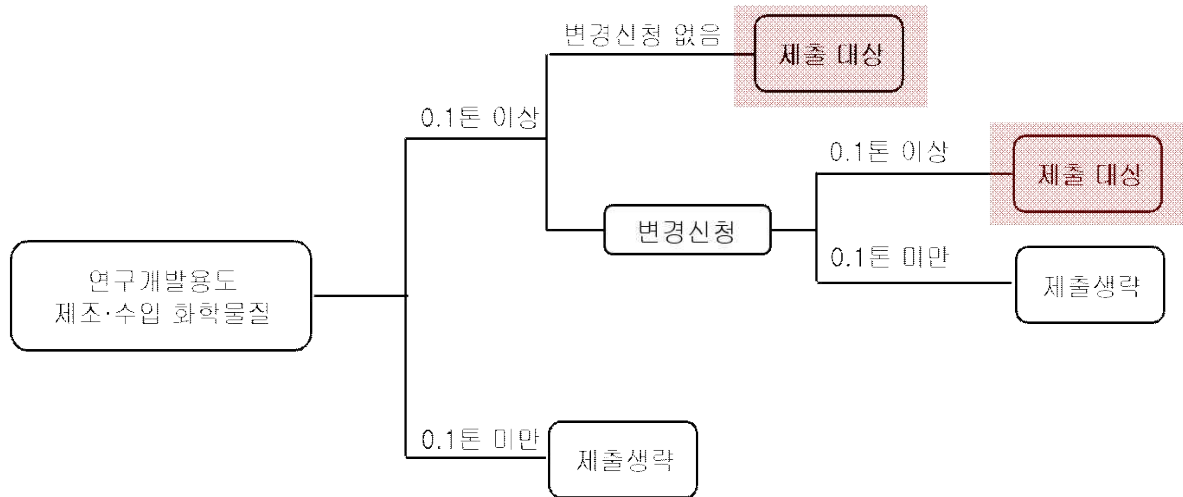 변경신청 없음
제출 대상
0.1톤 이상
0.1톤 이상
제출 대상
변경신청
0.1톤 미만
제출생략
연구개발용도
제조·수입 화학물질
0.1톤 미만
제출생략